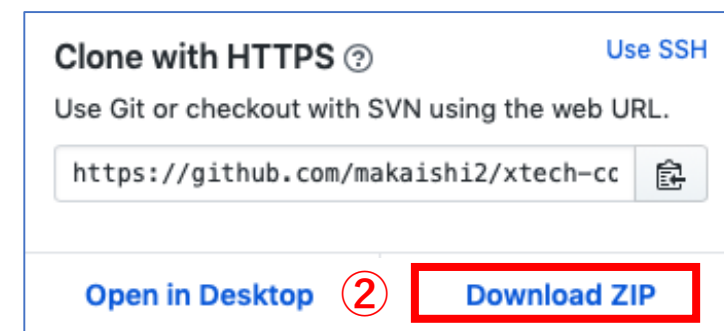 Clone with HTTPS ? Use SSH
Use Git or checkout with SVN using the web URL.
https://github.com/makaishi2/xtech-cc
Open in Desktop ② Download ZIP